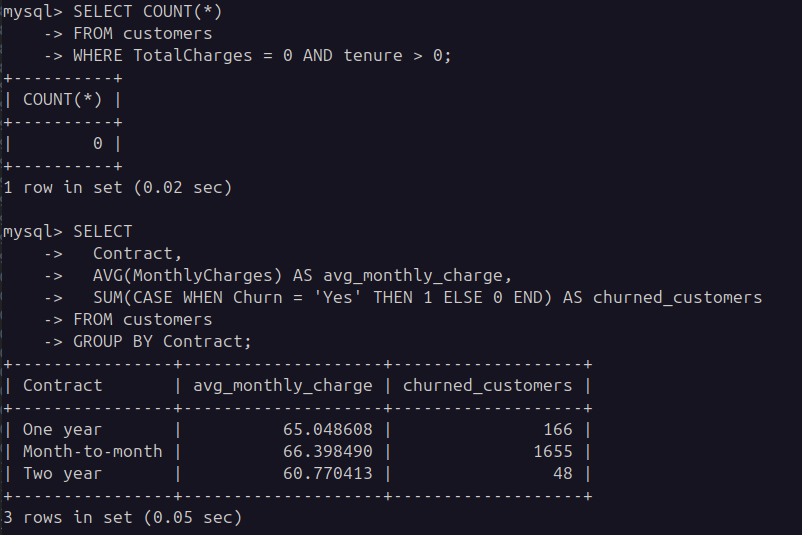 mysql> SELECT COUNT(*)
    -> FROM customers
    -> WHERE TotalCharges = 0 AND tenure > 0;
+----------+
| COUNT(*) |
+----------+
|        0 |
+----------+
1 row in set (0.02 sec)

mysql> SELECT
    ->   Contract,
    ->   AVG(MonthlyCharges) AS avg_monthly_charge,
    ->   SUM(CASE WHEN Churn = 'Yes' THEN 1 ELSE 0 END) AS churned_customers
    -> FROM customers
    -> GROUP BY Contract;
+----------------+--------------------+-------------------+
| Contract       | avg_monthly_charge | churned_customers |
+----------------+--------------------+-------------------+
| One year       |          65.048608 |               166 |
| Month-to-month |          66.398490 |              1655 |
| Two year       |          60.770413 |                48 |
+----------------+--------------------+-------------------+
3 rows in set (0.05 sec)